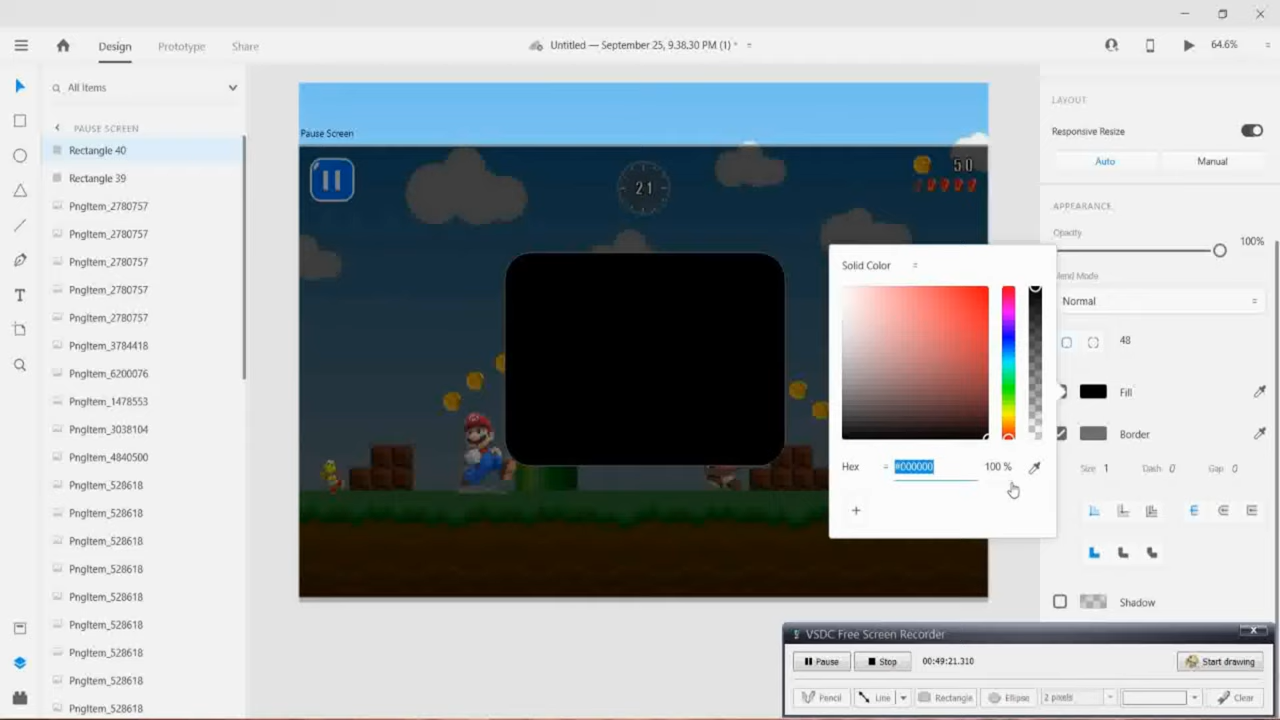 Design
Prototype
Share
Untitled — September 25, 9.38.30 PM (1) *
64.6%
All Items
PAUSE SCREEN
Rectangle 40
Rectangle 39
PngItem_2780757
PngItem_2780757
PngItem_2780757
PngItem_2780757
PngItem_2780757
PngItem_3784418
PngItem_6200076
PngItem_1478553
PngItem_3038104
PngItem_4840500
PngItem_528618
PngItem_528618
PngItem_528618
PngItem_528618
PngItem_528618
PngItem_528618
PngItem_528618
PngItem_528618
PngItem_528618
Pause Screen
21
50
Solid Color
Hex
#000000
100 %
LAYOUT
Responsive Resize
Auto
Manual
APPEARANCE
Opacity
100%
Blend Mode
Normal
48
Fill
Border
Size 1
Dash 0
Gap 0
Shadow
VSDC Free Screen Recorder
Pause
Stop
00:49:21.310
Start drawing
Pencil
Line
Rectangle
Ellipse
2 pixels
Clear